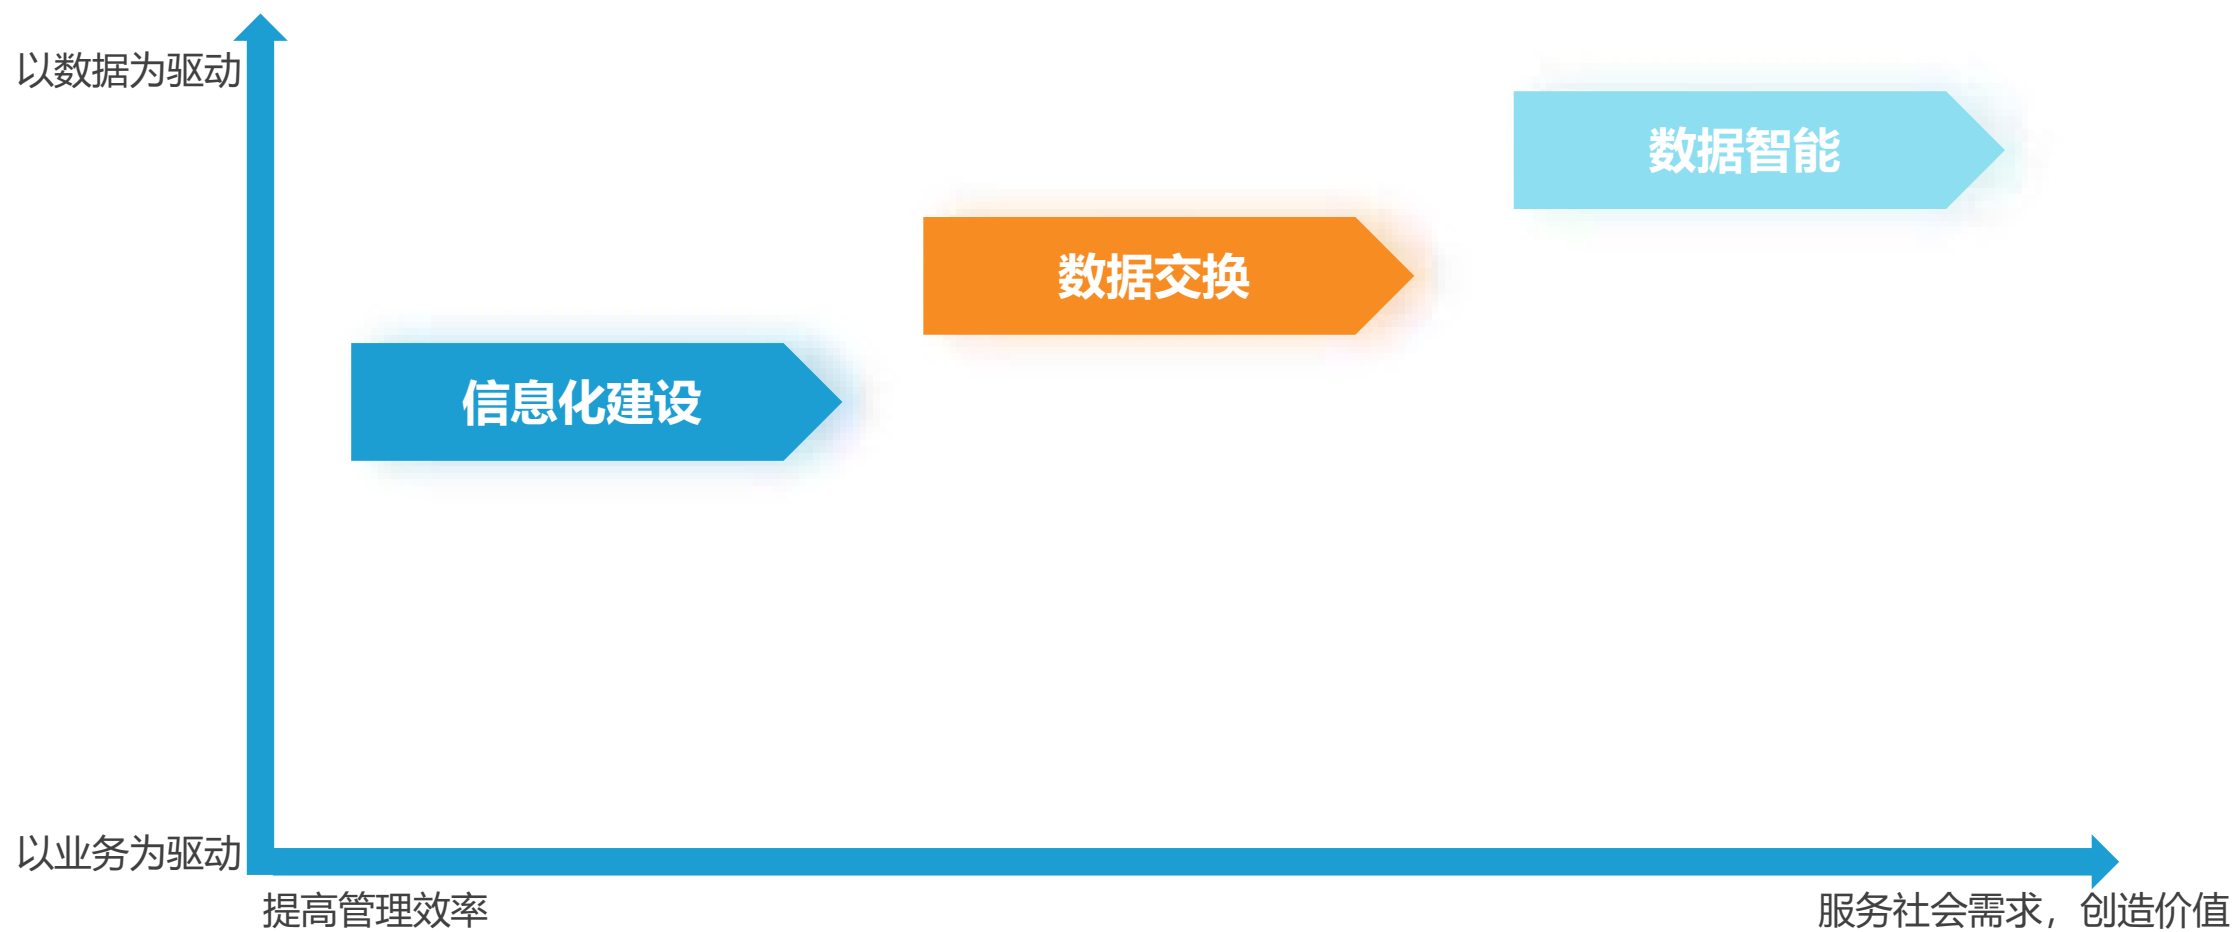 以数据为驱动
数据智能
数据交换
信息化建设
以业务为驱动
提高管理效率
服务社会需求，创造价值